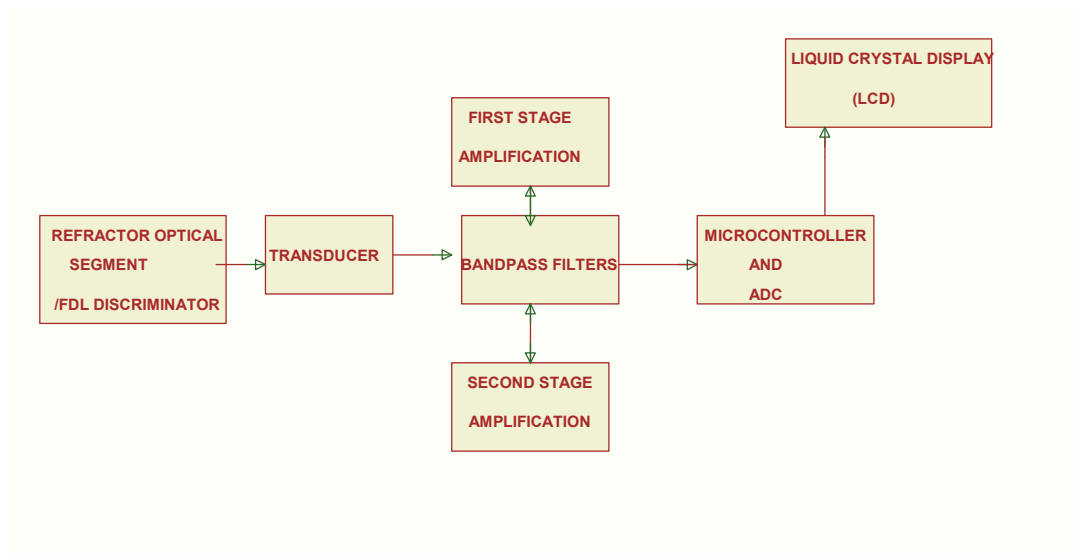 REFRACTOR OPTICAL
SEGMENT
/FDL DISCRIMINATOR
TRANSDUCER
FIRST STAGE
AMPLIFICATION
BANDPASS FILTERS
SECOND STAGE
AMPLIFICATION
MICROCONTROLLER
AND
ADC
LIQUID CRYSTAL DISPLAY
(LCD)